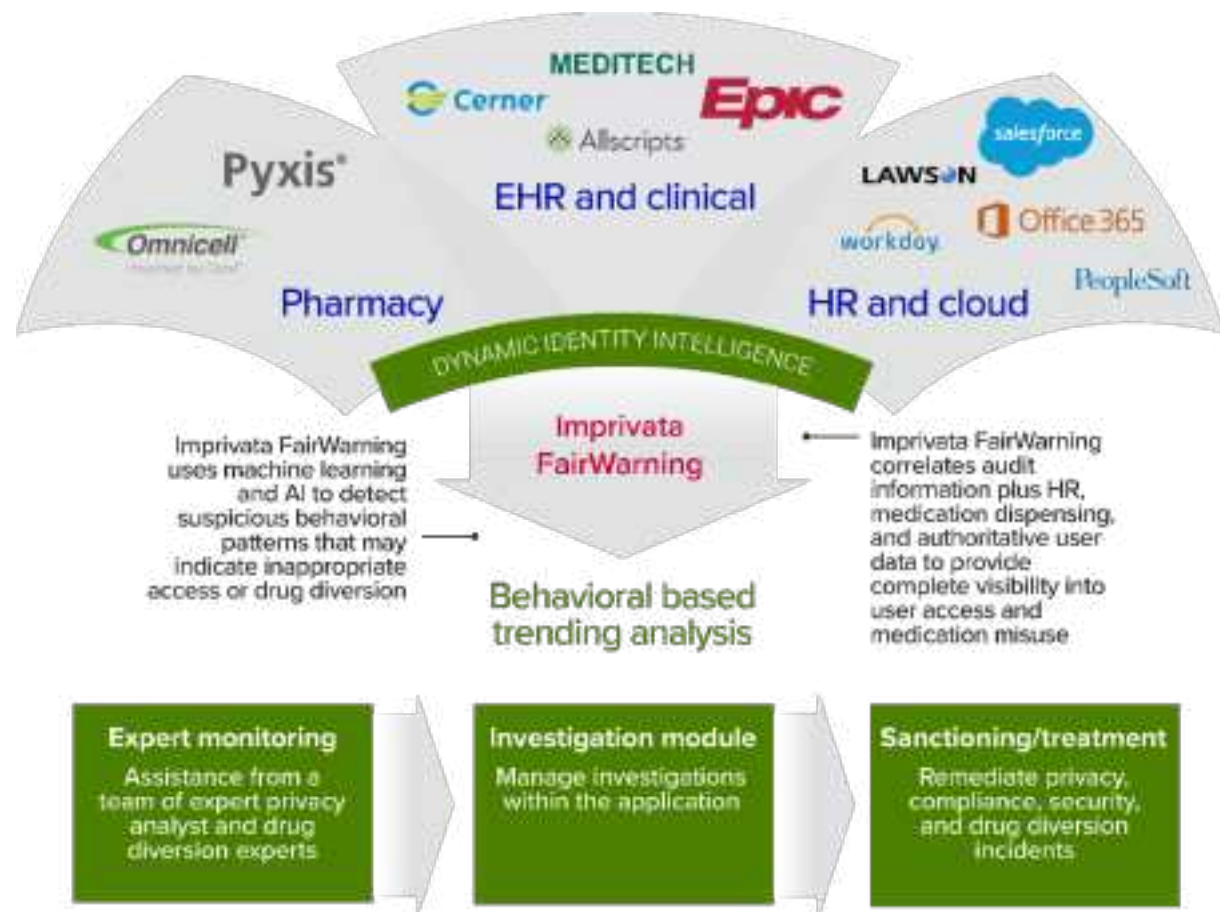 MEDITECH
Cerner
Epic
Allscripts
EHR and clinical
Pyxis®
Omnicell
Pharmacy
salesforce
LAWSON
Office 365
workday
PeopleSoft
HR and cloud
DYNAMIC IDENTITY INTELLIGENCE
Imprivata
FairWarning
Imprivata FairWarning
uses machine learning
and AI to detect
suspicious behavioral
patterns that may
indicate inappropriate
access or drug diversion
Imprivata FairWarning
correlates audit
information plus HR,
medication dispensing,
and authoritative user
data to provide
complete visibility into
user access and
medication misuse
Behavioral based
trending analysis
Expert monitoring
Assistance from a
team of expert privacy
analyst and drug
diversion experts
Investigation module
Manage investigations
within the application
Sanctioning/treatment
Remediate privacy,
compliance, security,
and drug diversion
incidents